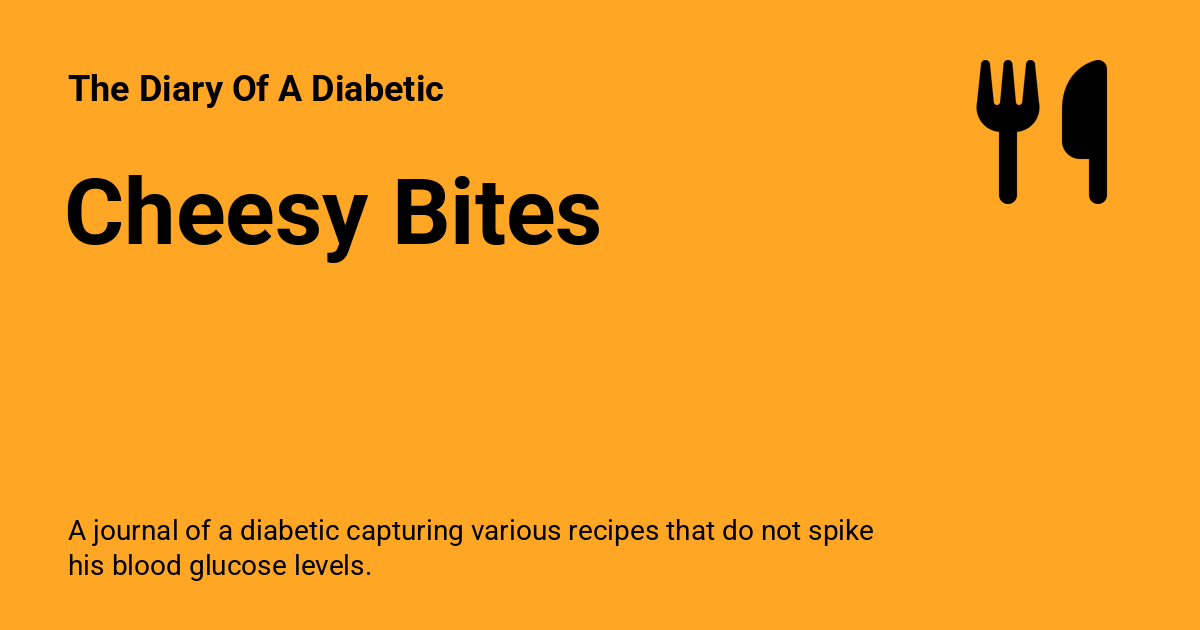 The Diary Of A Diabetic
Cheesy Bites
A journal of a diabetic capturing various recipes that do not spike
his blood glucose levels.